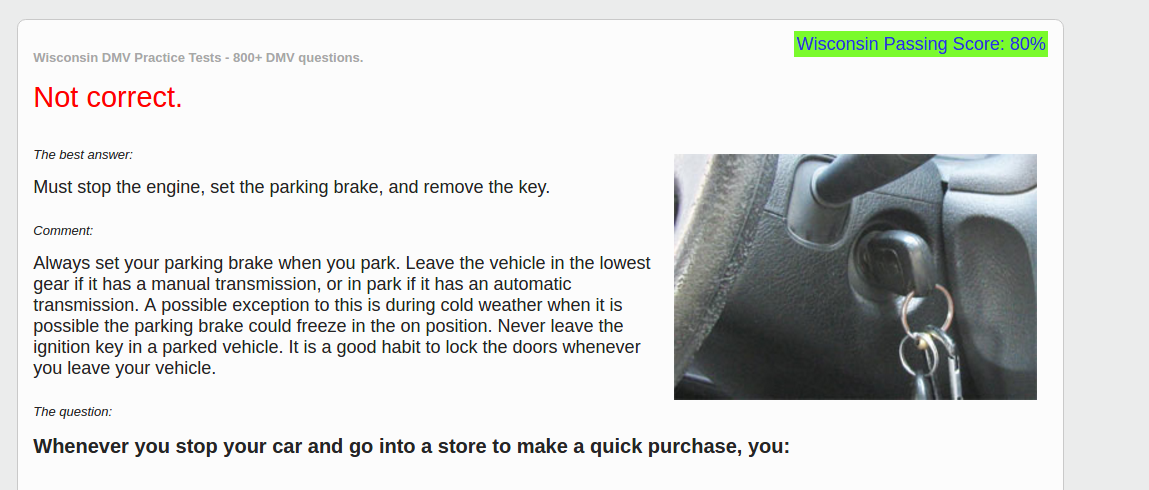 Wisconsin Passing Score: 80%
Wisconsin DMV Practice Tests - 800+ DMV questions.
Not correct.
The best answer:
Must stop the engine, set the parking brake, and remove the key.
Comment:
Always set your parking brake when you park. Leave the vehicle in the lowest
gear if it has a manual transmission, or in park if it has an automatic
transmission. A possible exception to this is during cold weather when it is
possible the parking brake could freeze in the on position. Never leave the
ignition key in a parked vehicle. It is a good habit to lock the doors whenever
you leave your vehicle.
The question:
Whenever you stop your car and go into a store to make a quick purchase, you: